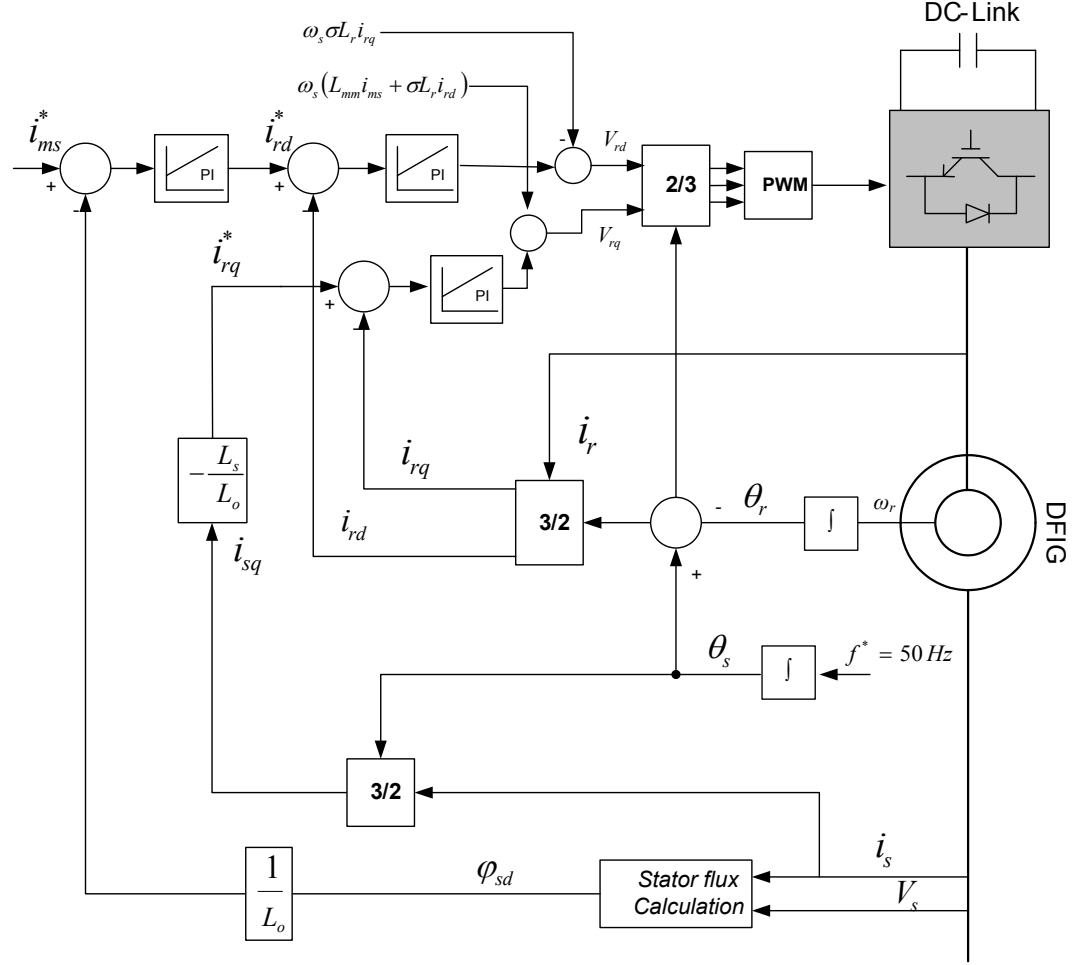 DC-Link
ω_s σL_r i_rq
ω_s(L_mm i_ms + σL_r i_rd)
i*_ms
+
-
PI
i*_rd
+
-
PI
-
V_rd
2/3
PWM
V_rq
i*_rq
+
-
PI
i_r
i_rq
i_rd
3/2
-
θ_r
∫
ω_r
DFIG
+
- L_s / L_o
i_sq
θ_s
∫
f* = 50 Hz
3/2
i_s
V_s
Stator flux
Calculation
φ_sd
1 / L_o